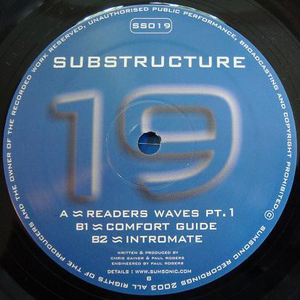 SS019
SUBSTRUCTURE
19
A ≈ READERS WAVES PT. 1
B1 ≈ COMFORT GUIDE
B2 ≈ INTROMATE
WRITTEN & PRODUCED BY
CHRIS GAINER & PAUL ROGERS
ENGINEERED BY PAUL ROGERS
DETAILS : WWW.SUMSONIC.COM
B
SUMSONIC RECORDINGS 2003 ALL RIGHTS OF THE PRODUCERS AND THE OWNER OF THE RECORDED WORK RESERVED, UNAUTHORISED PUBLIC PERFORMANCE, BROADCASTING AND COPYRIGHT PROHIBITED